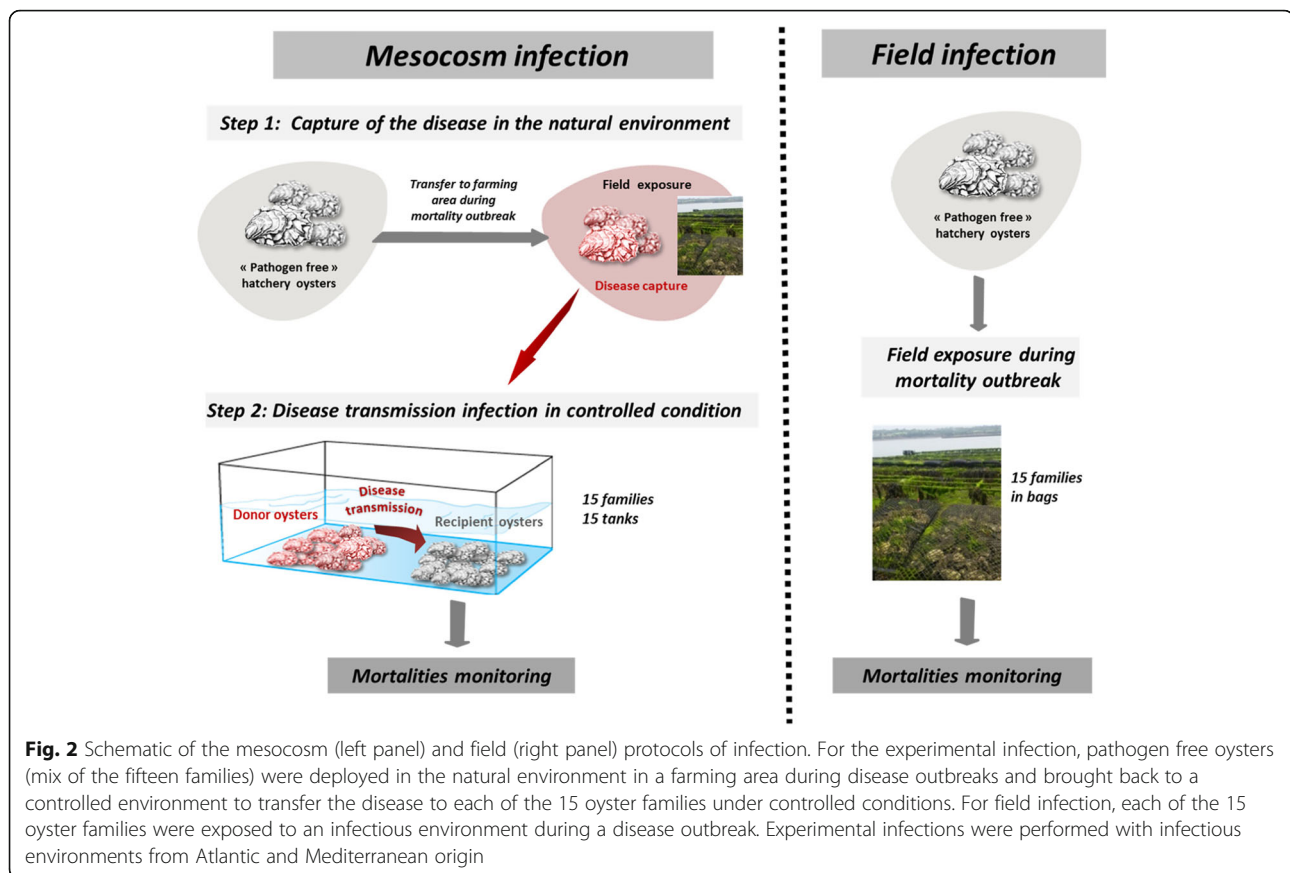 Mesocosm infection
Step 1: Capture of the disease in the natural environment
« Pathogen free »
hatchery oysters
Transfer to farming
area during
mortality outbreak
Field exposure
Disease capture
Step 2: Disease transmission infection in controlled condition
Donor oysters
Disease
transmission
Recipient oysters
15 families
15 tanks
Mortalities monitoring
Field infection
« Pathogen free »
hatchery oysters
Field exposure during
mortality outbreak
15 families
in bags
Mortalities monitoring
Fig. 2 Schematic of the mesocosm (left panel) and field (right panel) protocols of infection. For the experimental infection, pathogen free oysters
(mix of the fifteen families) were deployed in the natural environment in a farming area during disease outbreaks and brought back to a
controlled environment to transfer the disease to each of the 15 oyster families under controlled conditions. For field infection, each of the 15
oyster families were exposed to an infectious environment during a disease outbreak. Experimental infections were performed with infectious
environments from Atlantic and Mediterranean origin